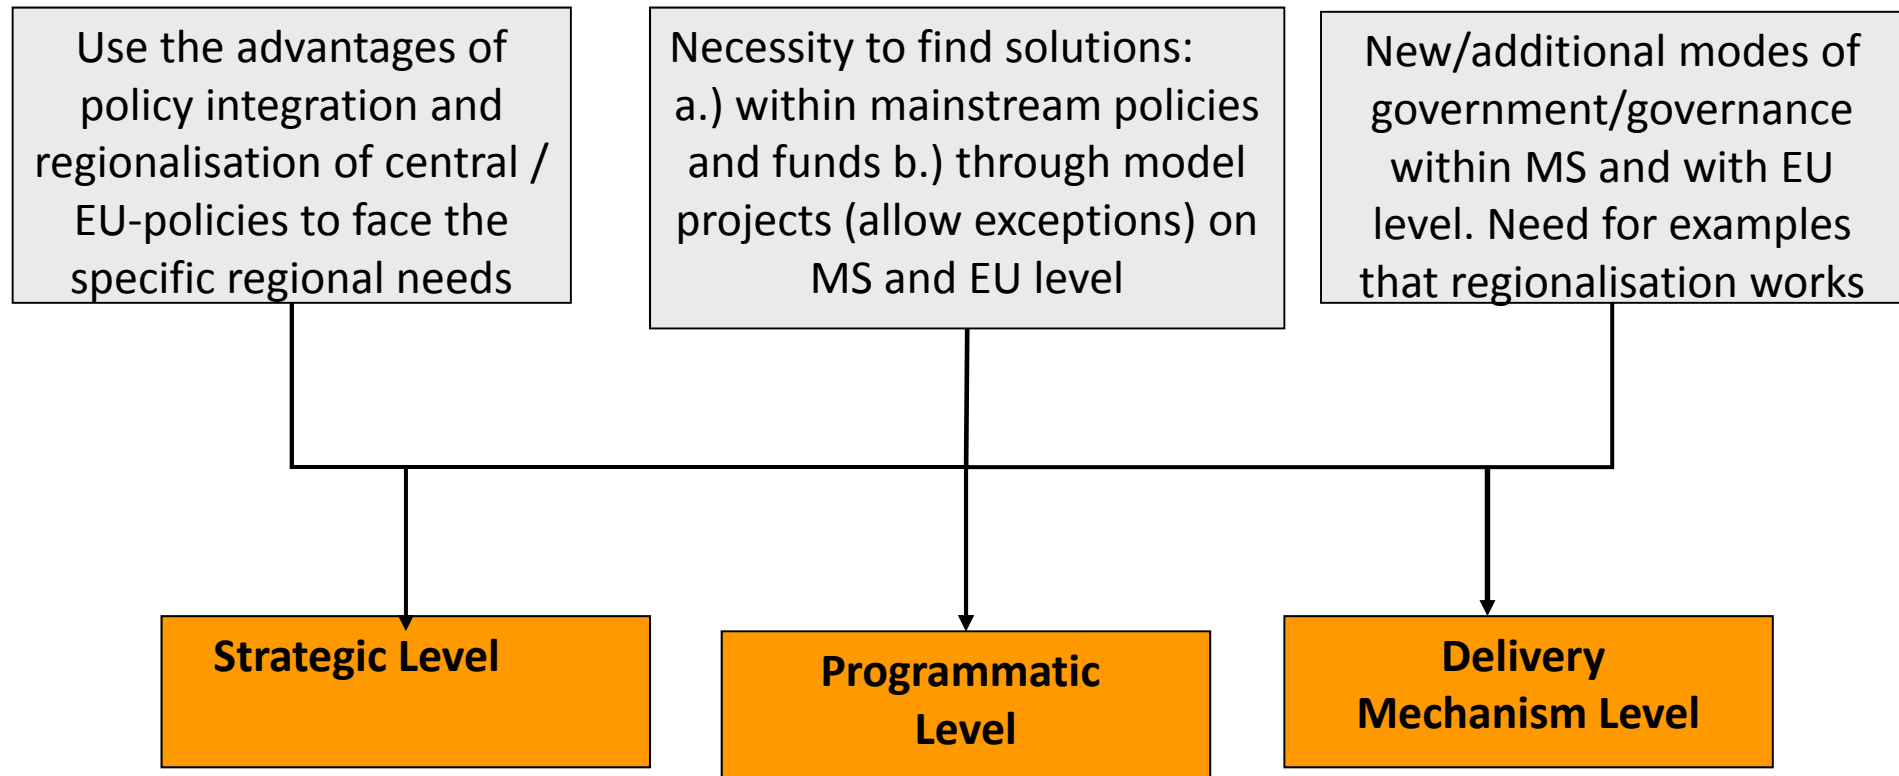 Use the advantages of
policy integration and
regionalisation of central /
EU-policies to face the
specific regional needs
Necessity to find solutions:
a.) within mainstream policies
and funds b.) through model
projects (allow exceptions) on
MS and EU level
New/additional modes of
government/governance
within MS and with EU
level. Need for examples
that regionalisation works
Strategic Level
Programmatic
Level
Delivery
Mechanism Level